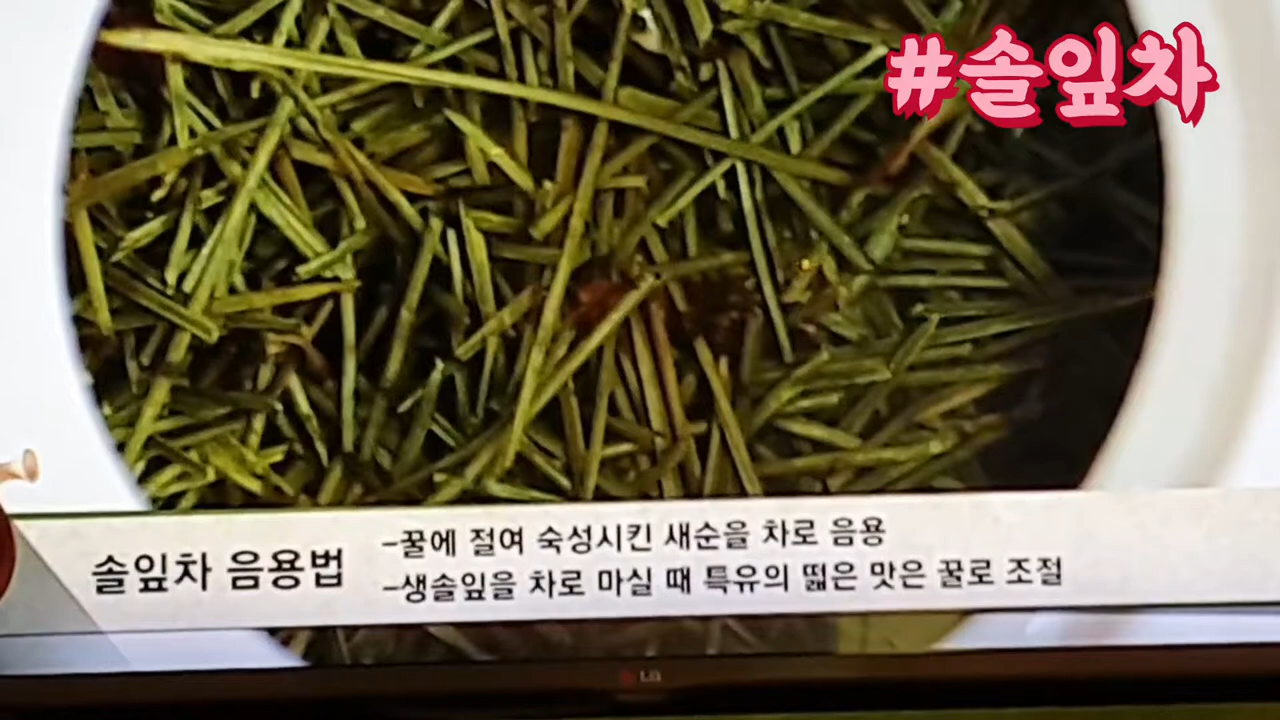 #솔잎차
솔잎차 음용법
-꿀에 절여 숙성시킨 새순을 차로 음용
-생솔잎을 차로 마실 때 특유의 떫은 맛은 꿀로 조절
LG